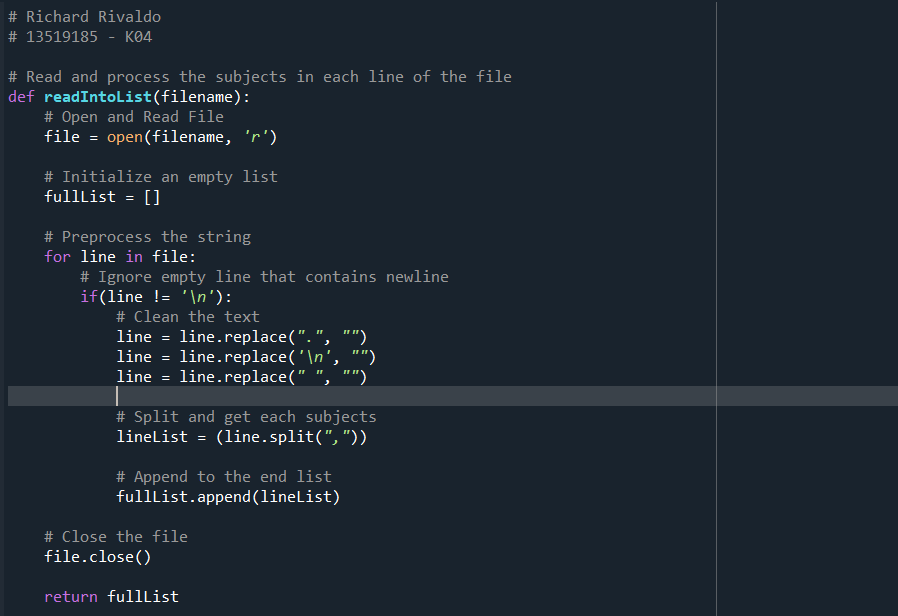 # Richard Rivaldo
# 13519185 - K04
# Read and process the subjects in each line of the file
def readIntoList(filename):
    # Open and Read File
    file = open(filename, 'r')
    # Initialize an empty list
    fullList = []
    # Preprocess the string
    for line in file:
        # Ignore empty line that contains newline
        if(line != '\n'):
            # Clean the text
            line = line.replace(".", "")
            line = line.replace('\n', "")
            line = line.replace(" ", "")
            # Split and get each subjects
            lineList = (line.split(","))
            # Append to the end list
            fullList.append(lineList)
    # Close the file
    file.close()
    return fullList